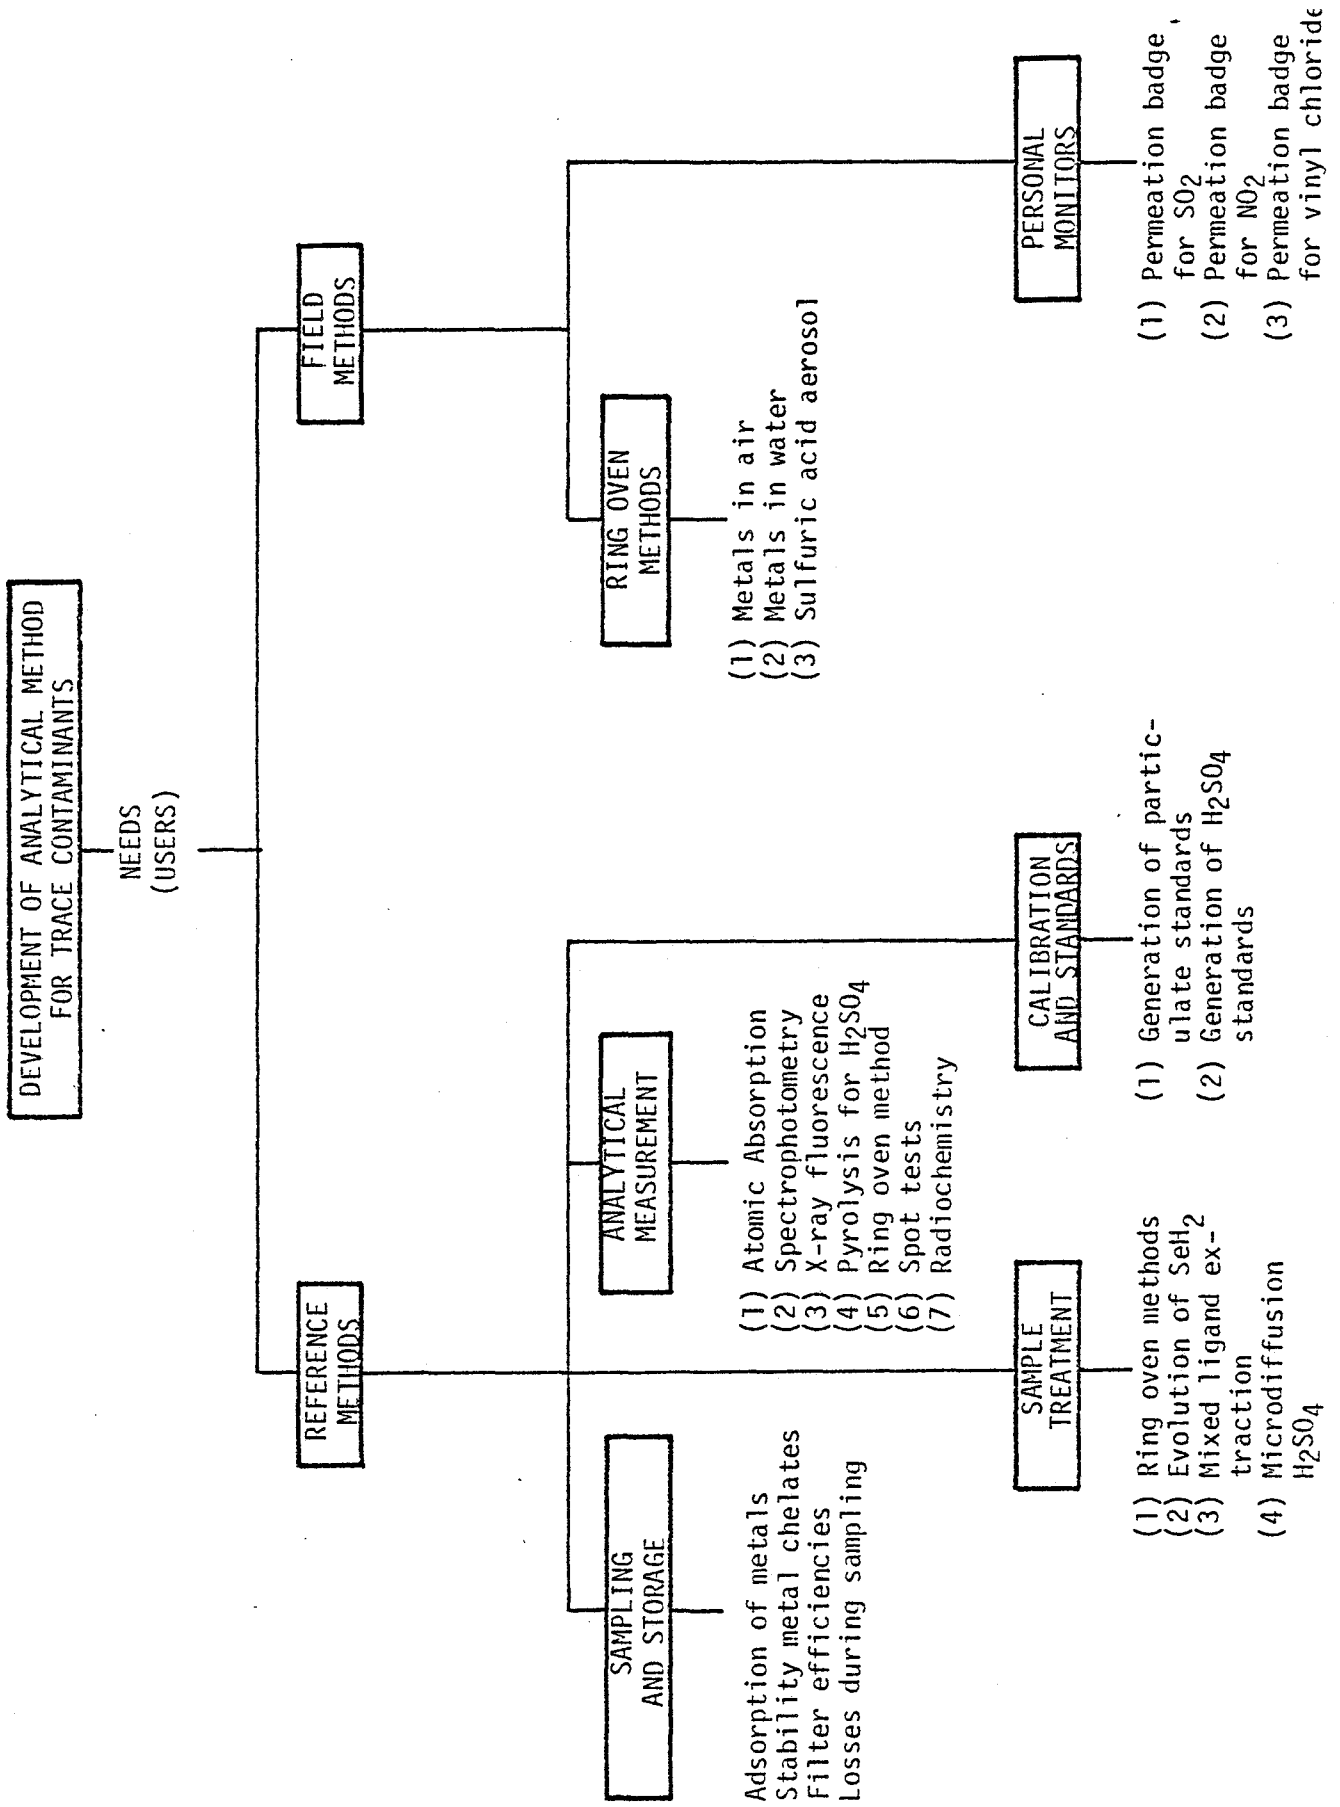 DEVELOPMENT OF ANALYTICAL METHOD
FOR TRACE CONTAMINANTS
NEEDS
(USERS)
REFERENCE
METHODS
FIELD
METHODS
SAMPLING
AND STORAGE
Adsorption of metals
Stability metal chelates
Filter efficiencies
Losses during sampling
ANALYTICAL
MEASUREMENT
(1) Atomic Absorption
(2) Spectrophotometry
(3) X-ray fluorescence
(4) Pyrolysis for H2SO4
(5) Ring oven method
(6) Spot tests
(7) Radiochemistry
RING OVEN
METHODS
(1) Metals in air
(2) Metals in water
(3) Sulfuric acid aerosol
SAMPLE
TREATMENT
(1) Ring oven methods
(2) Evolution of SeH2
(3) Mixed ligand ex-
traction
(4) Microdiffusion
H2SO4
CALIBRATION
AND STANDARDS
(1) Generation of partic-
ulate standards
(2) Generation of H2SO4
standards
PERSONAL
MONITORS
(1) Permeation badge
for SO2
(2) Permeation badge
for NO2
(3) Permeation badge
for vinyl chloride